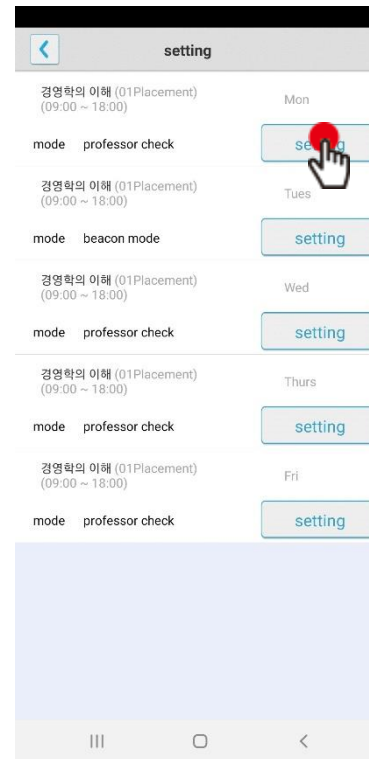 setting
경영학의 이해 (01Placement)
(09:00 ~ 18:00)
Mon
mode professor check
setting
경영학의 이해 (01Placement)
(09:00 ~ 18:00)
Tues
mode beacon mode
setting
경영학의 이해 (01Placement)
(09:00 ~ 18:00)
Wed
mode professor check
setting
경영학의 이해 (01Placement)
(09:00 ~ 18:00)
Thurs
mode professor check
setting
경영학의 이해 (01Placement)
(09:00 ~ 18:00)
Fri
mode professor check
setting